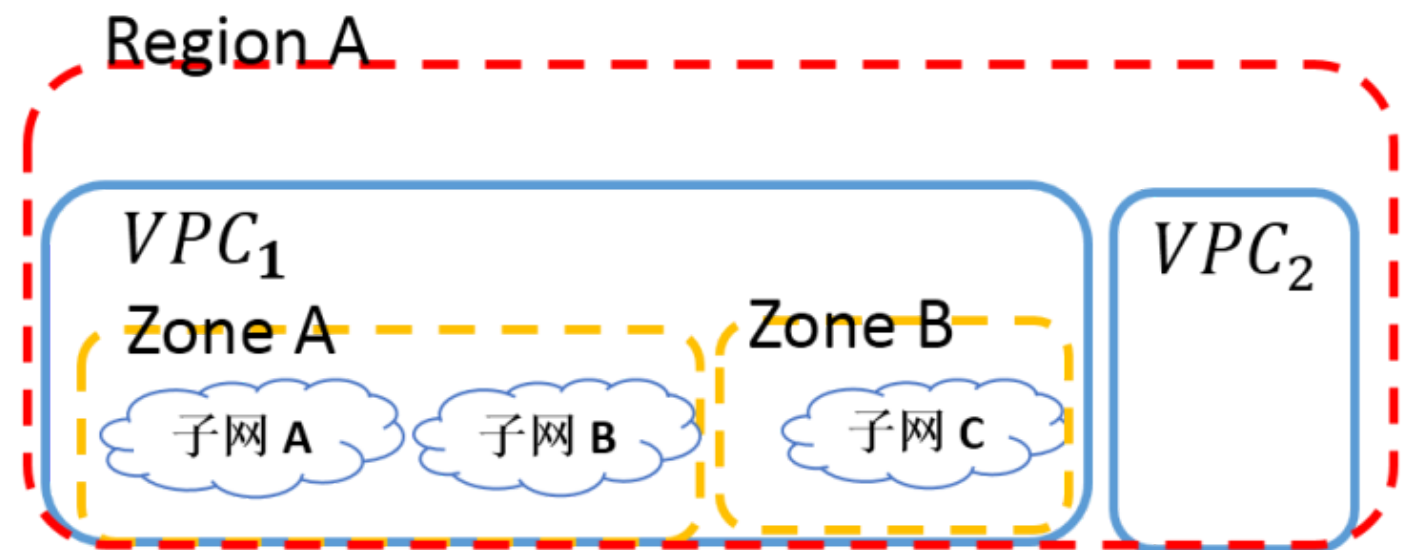 Region A
VPC₁
VPC₂
Zone A
Zone B
子网 A
子网 B
子网 C